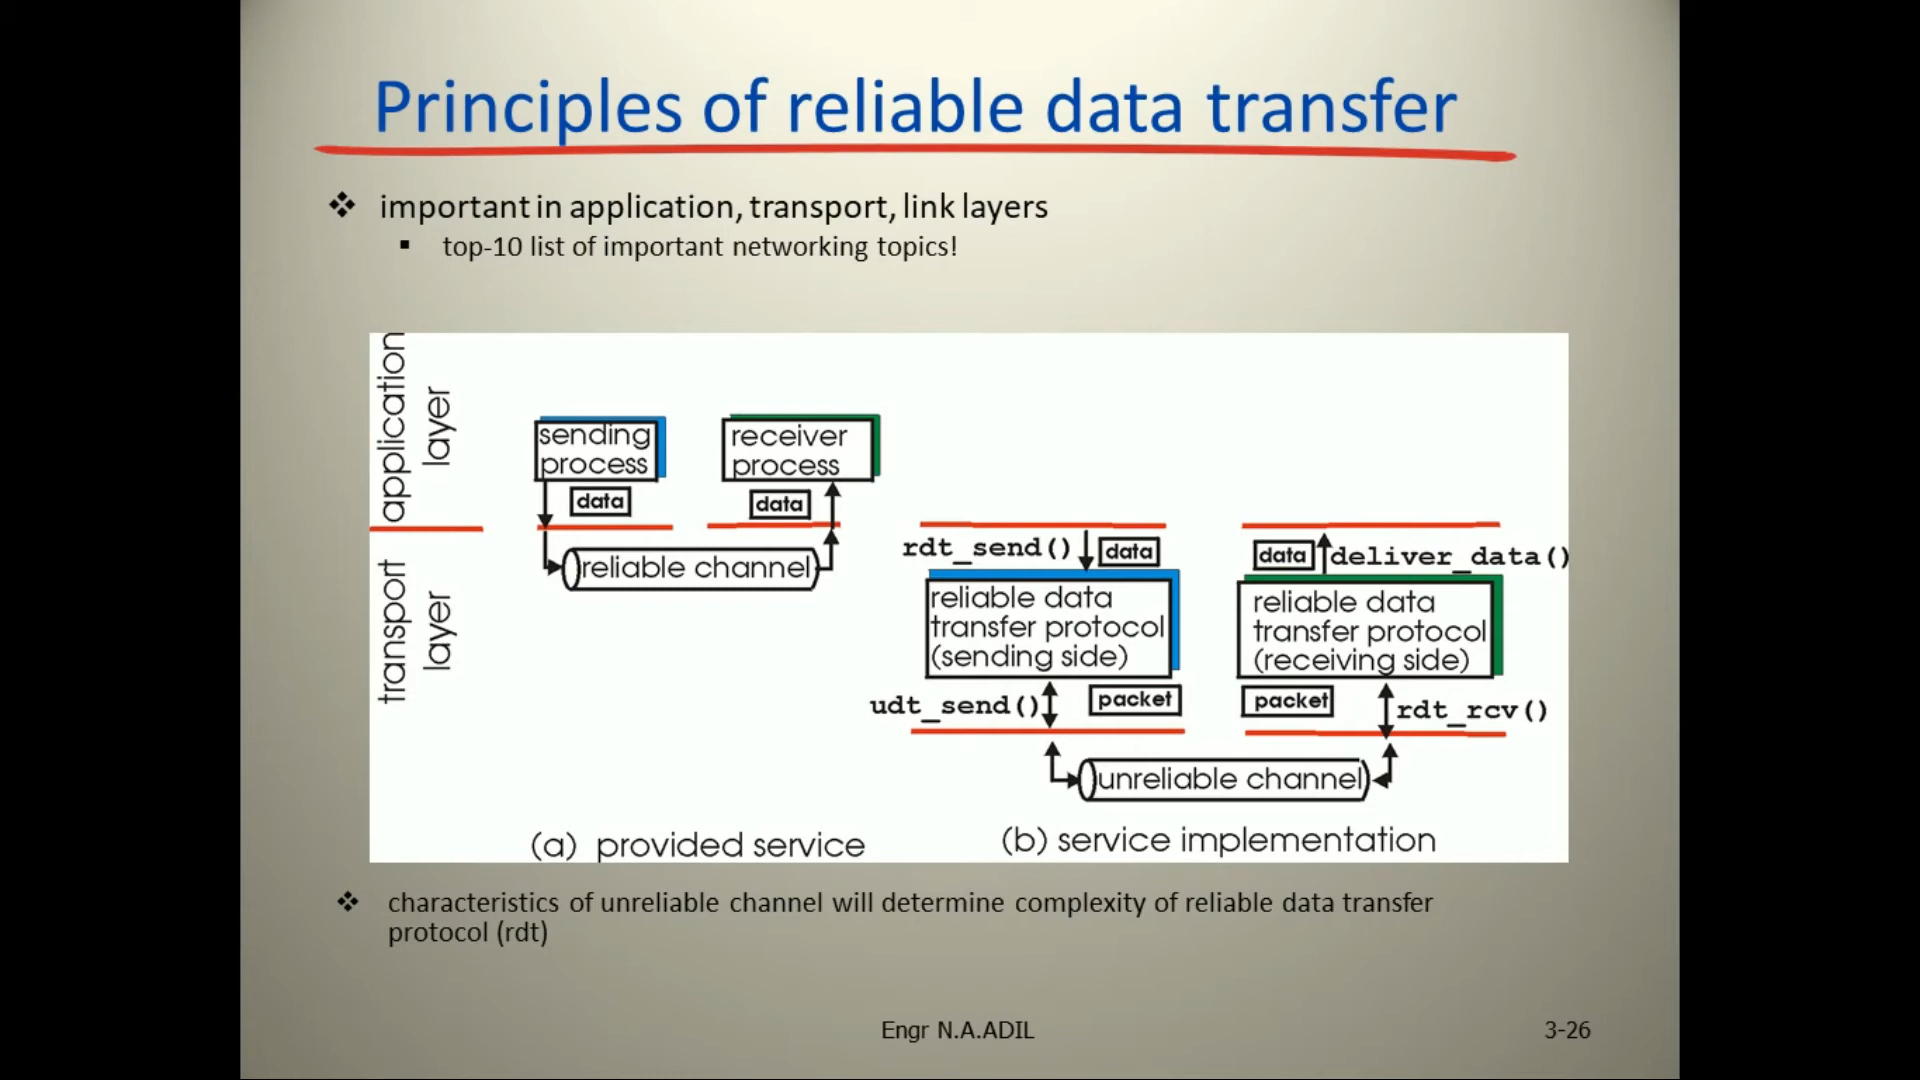 Principles of reliable data transfer
important in application, transport, link layers
top-10 list of important networking topics!
application
layer
transport
layer
sending
process
data
receiver
process
data
reliable channel
(a) provided service
rdt_send()
data
reliable data
transfer protocol
(sending side)
udt_send()
packet
data
deliver_data()
reliable data
transfer protocol
(receiving side)
packet
rdt_rcv()
unreliable channel
(b) service implementation
characteristics of unreliable channel will determine complexity of reliable data transfer
protocol (rdt)
Engr N.A.ADIL
3-26